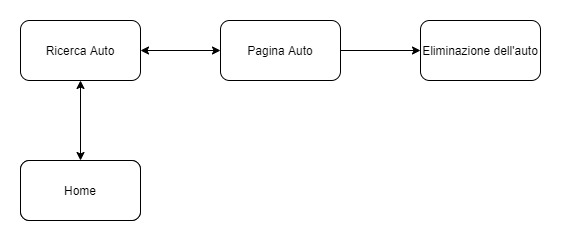 Ricerca Auto
Pagina Auto
Eliminazione dell'auto
Home